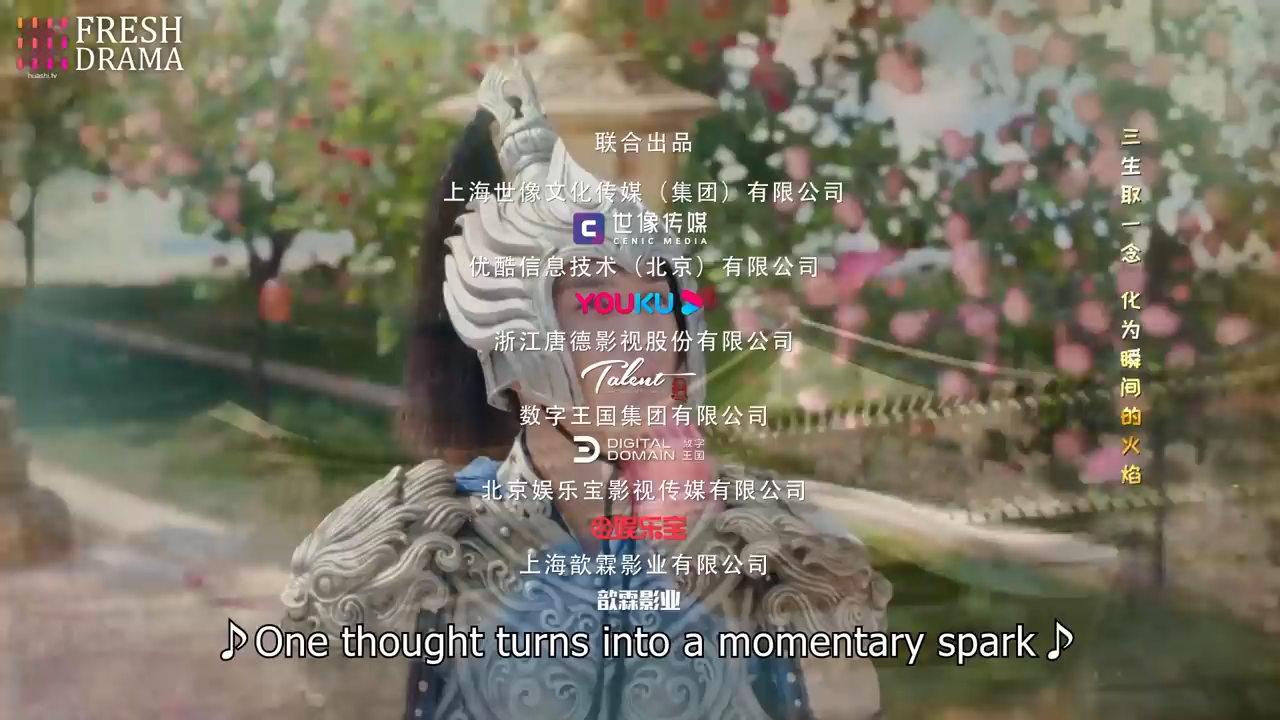 FRESH
DRAMA
huashi.tv
联合出品
上海世像文化传媒（集团）有限公司
世像传媒
CENIC MEDIA
优酷信息技术（北京）有限公司
YOUKU
浙江唐德影视股份有限公司
Talent
数字王国集团有限公司
DIGITAL 数字
DOMAIN 王国
北京娱乐宝影视传媒有限公司
娱乐宝
上海歆霖影业有限公司
歆霖影业
三生取一念 化为瞬间的火焰
♪One thought turns into a momentary spark♪